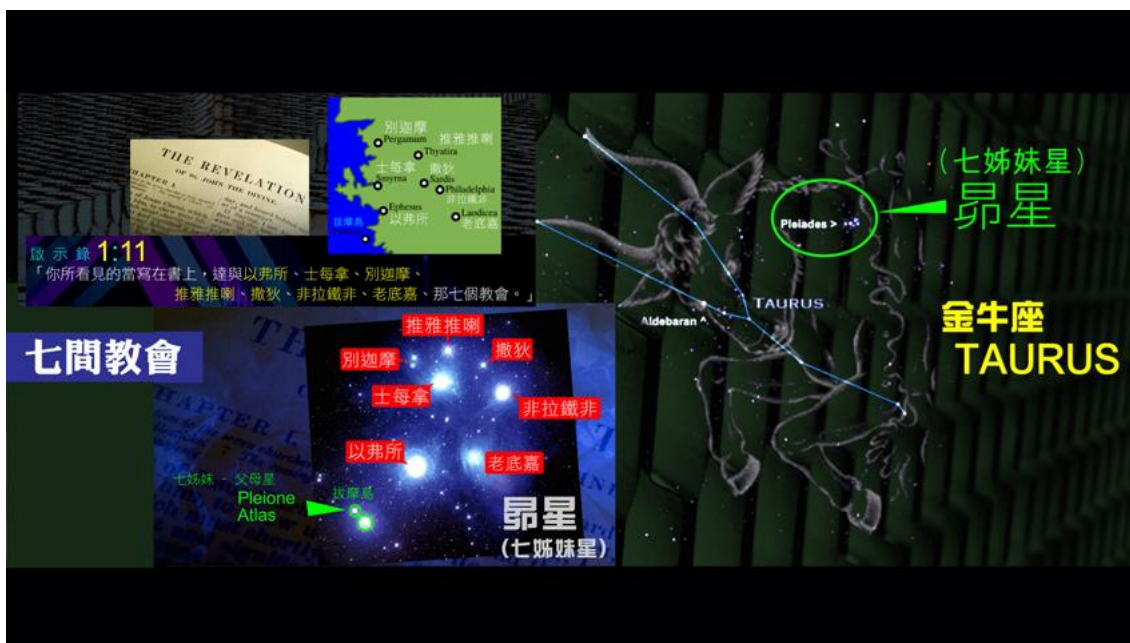 THE REVELATION
OF ST. JOHN THE DIVINE.
CHAPTER I.
別迦摩
Pergamum
推雅推喇
Thyatira
士每拿
Smyrna
撒狄
Sardis
Philadelphia
非拉鐵非
Ephesus
以弗所
Laodicea
老底嘉
拔摩島
啟示錄 1:11
「你所看見的當寫在書上,達與以弗所、士每拿、別迦摩、
推雅推喇、撒狄、非拉鐵非、老底嘉、那七個教會。」
七間教會
推雅推喇
別迦摩
撒狄
士每拿
非拉鐵非
以弗所
老底嘉
七姊妹 - 父母星
Pleione
Atlas
拔摩島
昴星
(七姊妹星)
(七姊妹星)
昴星
Pleiades >
TAURUS
Aldebaran ^
金牛座
TAURUS